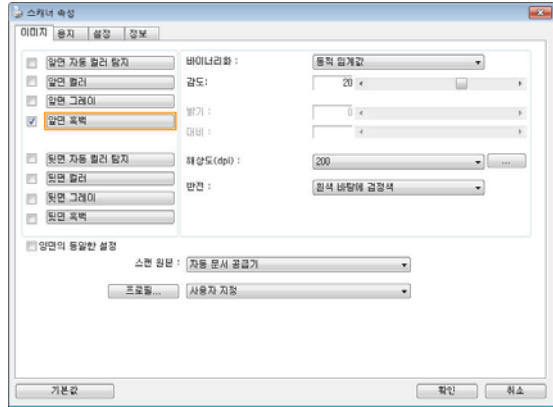 스캐너 속성
이미지 용지 설정 정보
앞면 자동 컬러 탐지
앞면 컬러
앞면 그레이
앞면 흑백
뒷면 자동 컬러 탐지
뒷면 컬러
뒷면 그레이
뒷면 흑백
바이너리화 : 동적 임계값
감도: 20
밝기 : 0
대비 :
해상도(dpi) : 200 ...
반전 : 흰색 바탕에 검정색
양면의 동일한 설정
스캔 원본 : 자동 문서 공급기
프로필... 사용자 지정
기본값 확인 취소